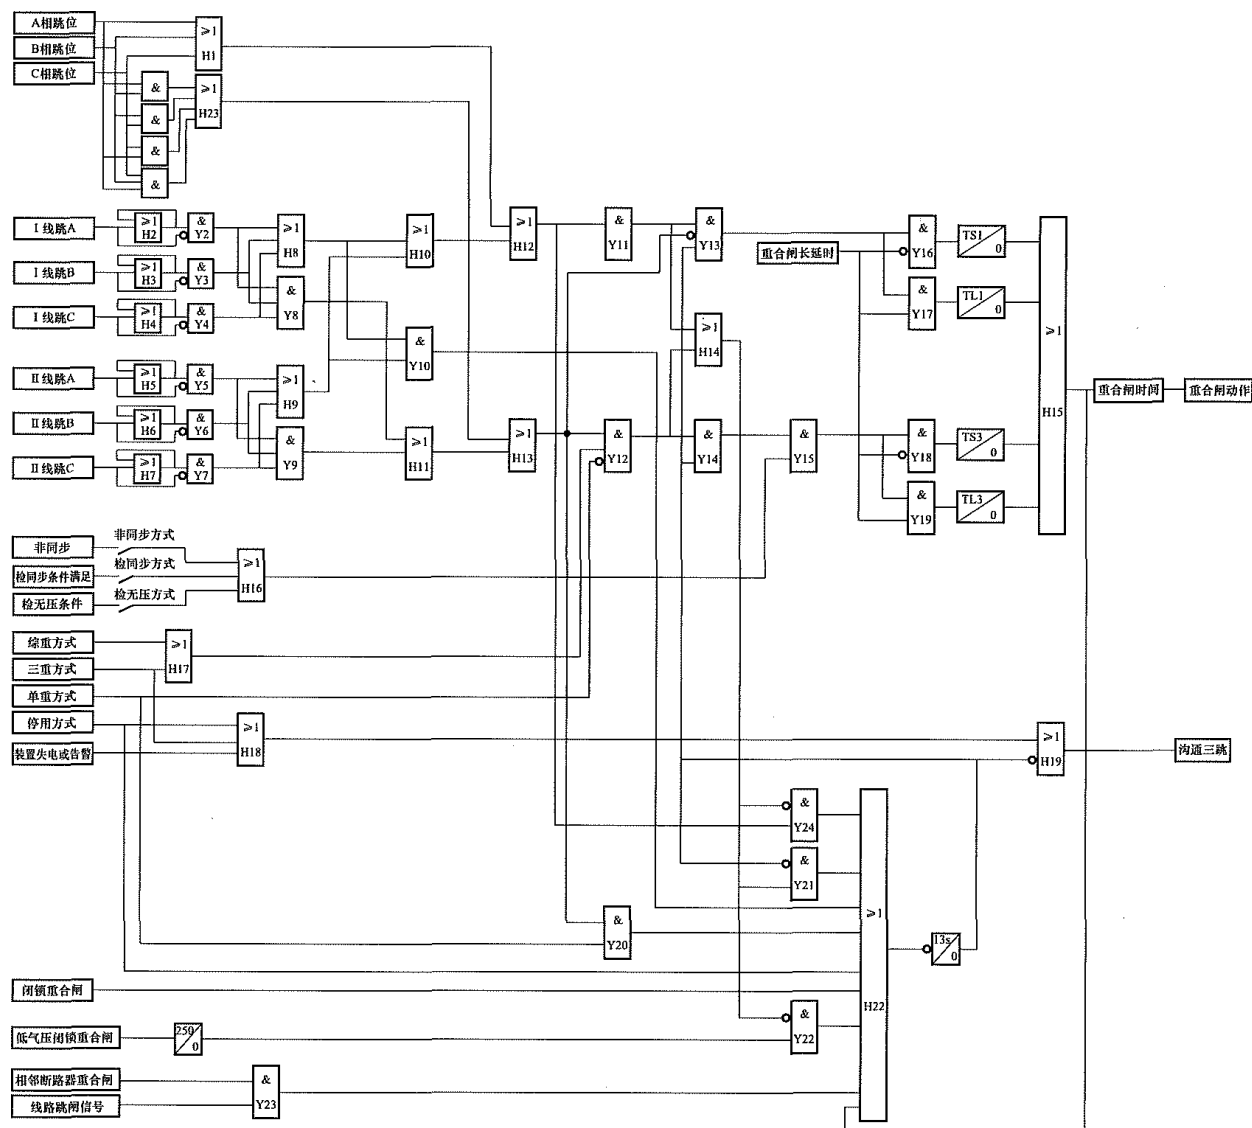 A相跳位
B相跳位
C相跳位
≥1
H1
≥1
H23
&
&
&
&
Ⅰ线跳A
≥1
H2
&
Y2
Ⅰ线跳B
≥1
H3
&
Y3
Ⅰ线跳C
≥1
H4
&
Y4
Ⅱ线跳A
≥1
H5
&
Y5
Ⅱ线跳B
≥1
H6
&
Y6
Ⅱ线跳C
≥1
H7
&
Y7
≥1
H8
&
Y8
≥1
H9
&
Y9
≥1
H10
&
Y10
≥1
H11
≥1
H12
≥1
H13
&
Y11
&
Y12
&
Y13
≥1
H14
&
Y14
&
Y15
重合闸长延时
&
Y16
TS1
0
&
Y17
TL1
0
&
Y18
TS3
0
&
Y19
TL3
0
≥1
H15
重合闸时间
重合闸动作
非同步
非同步方式
检同步条件满足
检同步方式
检无压条件
检无压方式
≥1
H16
综重方式
三重方式
单重方式
停用方式
装置失电或告警
≥1
H17
≥1
H18
≥1
H19
沟通三跳
&
Y24
&
Y21
&
Y20
&
Y22
≥1
H22
13s
0
闭锁重合闸
低气压闭锁重合闸
250
0
相邻断路器重合闸
线路跳闸信号
&
Y23